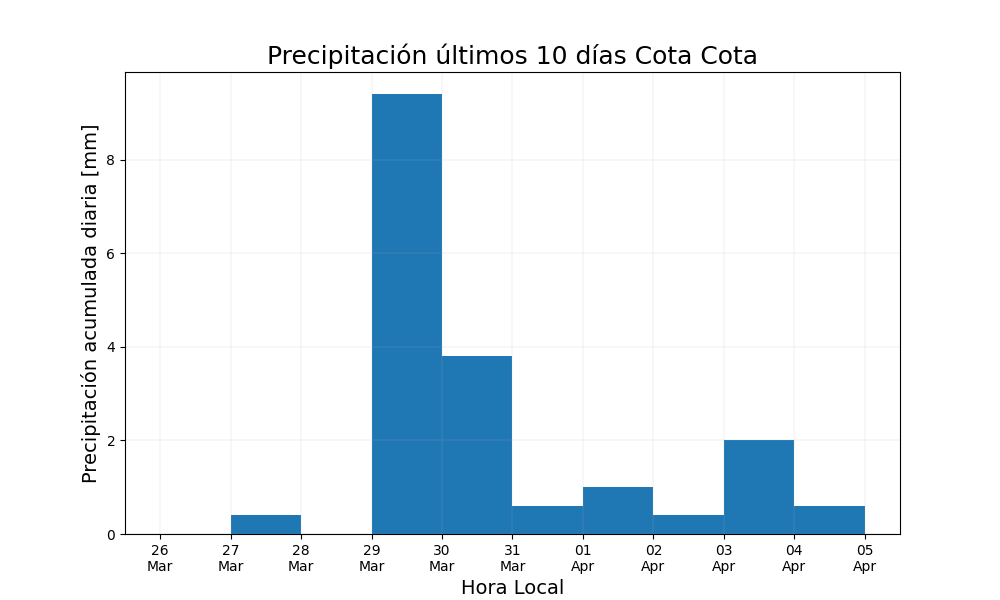 Precipitación últimos 10 días Cota Cota
Precipitación acumulada diaria [mm]
8
6
4
2
0
26 27 28 29 30 31 01 02 03 04 05
Mar Mar Mar Mar Mar Mar Apr Apr Apr Apr Apr
Hora Local